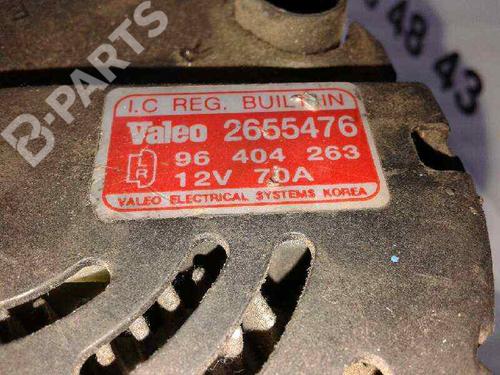 B-PARTS
48 43
I.C REG. BUILT-IN
Valeo 2655476
L R 96 404 263
12V 70A
VALEO ELECTRICAL SYSTEMS KOREA